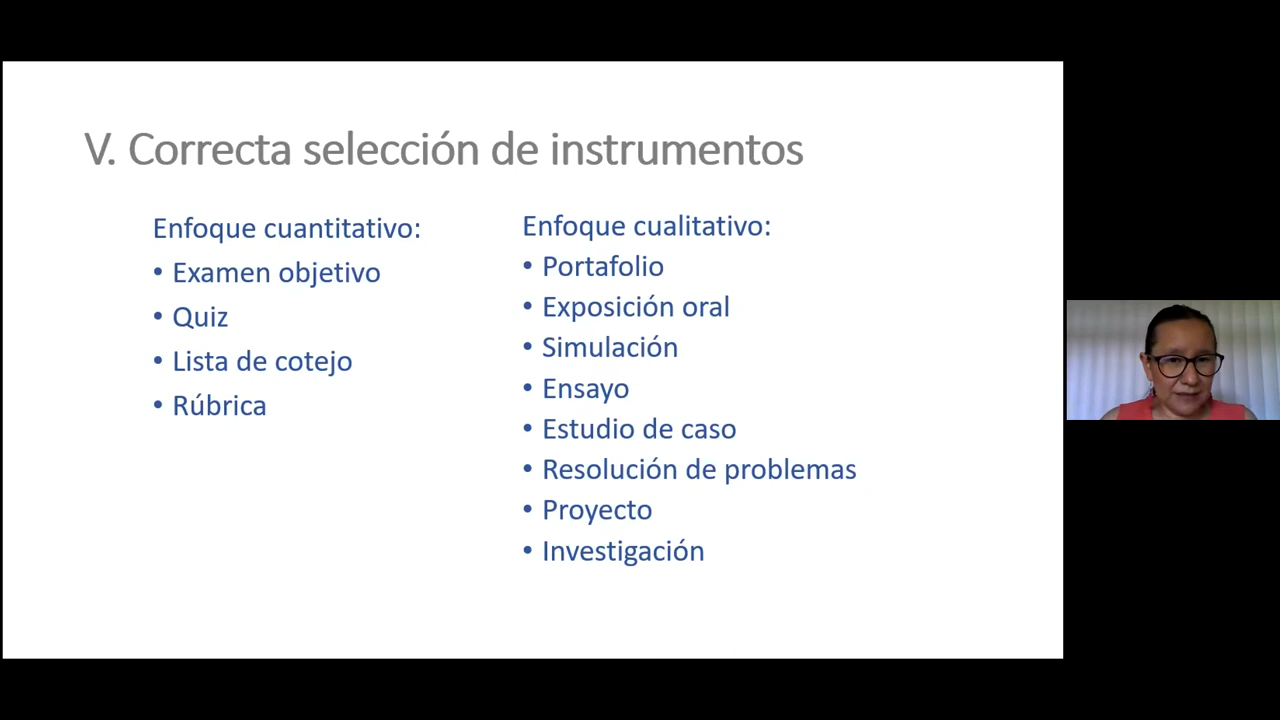 V. Correcta selección de instrumentos
Enfoque cuantitativo:
• Examen objetivo
• Quiz
• Lista de cotejo
• Rúbrica
Enfoque cualitativo:
• Portafolio
• Exposición oral
• Simulación
• Ensayo
• Estudio de caso
• Resolución de problemas
• Proyecto
• Investigación